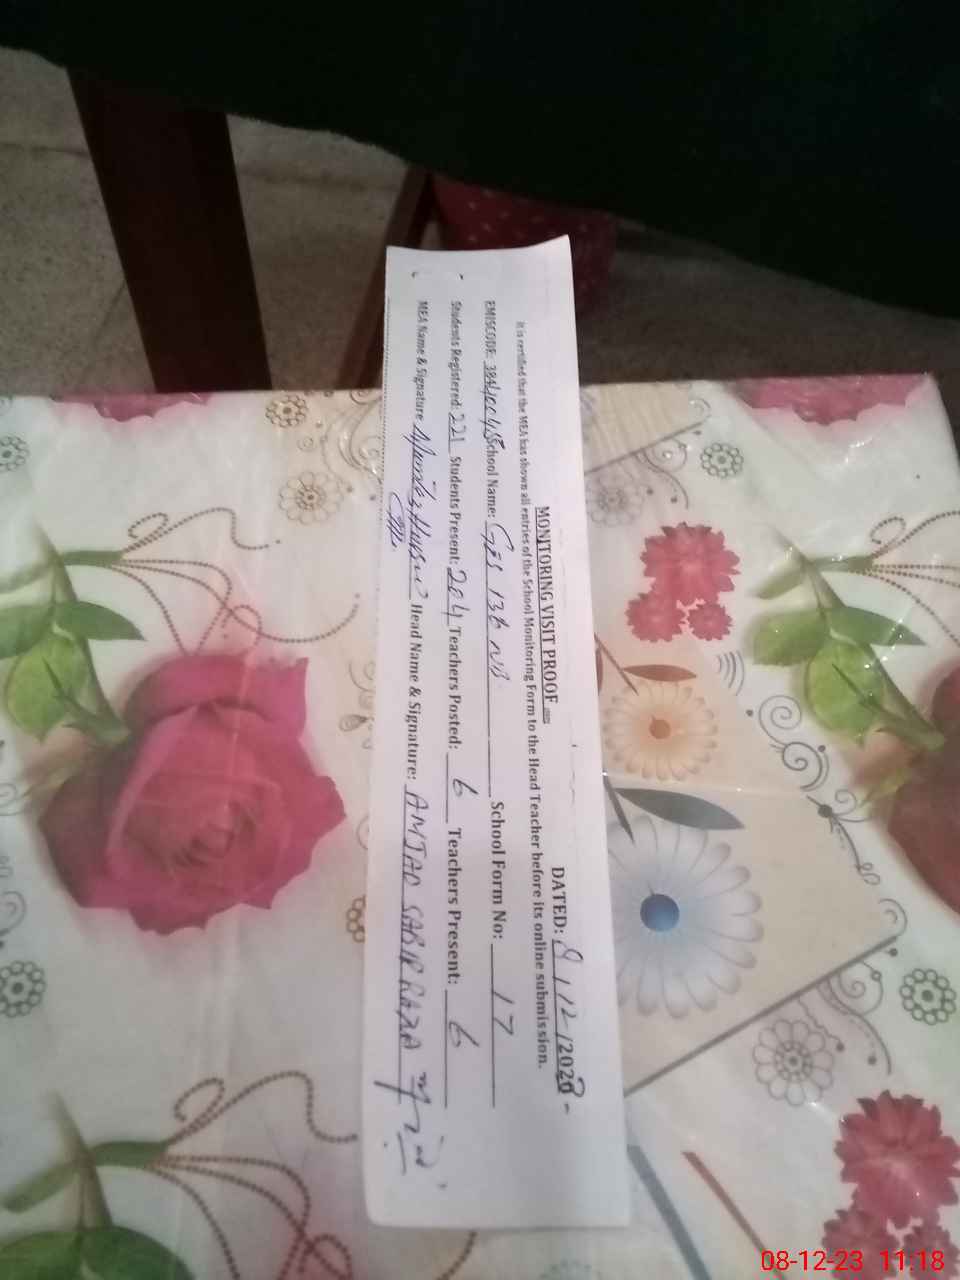 MONITORING VISIT PROOF DATED: 8/12/2023
It is certified that the MEA has shown all entries of the School Monitoring Form to the Head Teacher before its online submission.
EMISCODE: School Name: School Form No: 17
Students Registered: 221 Students Present: 204 Teachers Posted: 6 Teachers Present: 6
MEA Name & Signature Head Name & Signature: AMJAD SABIR RAZA
08-12-23 11:18